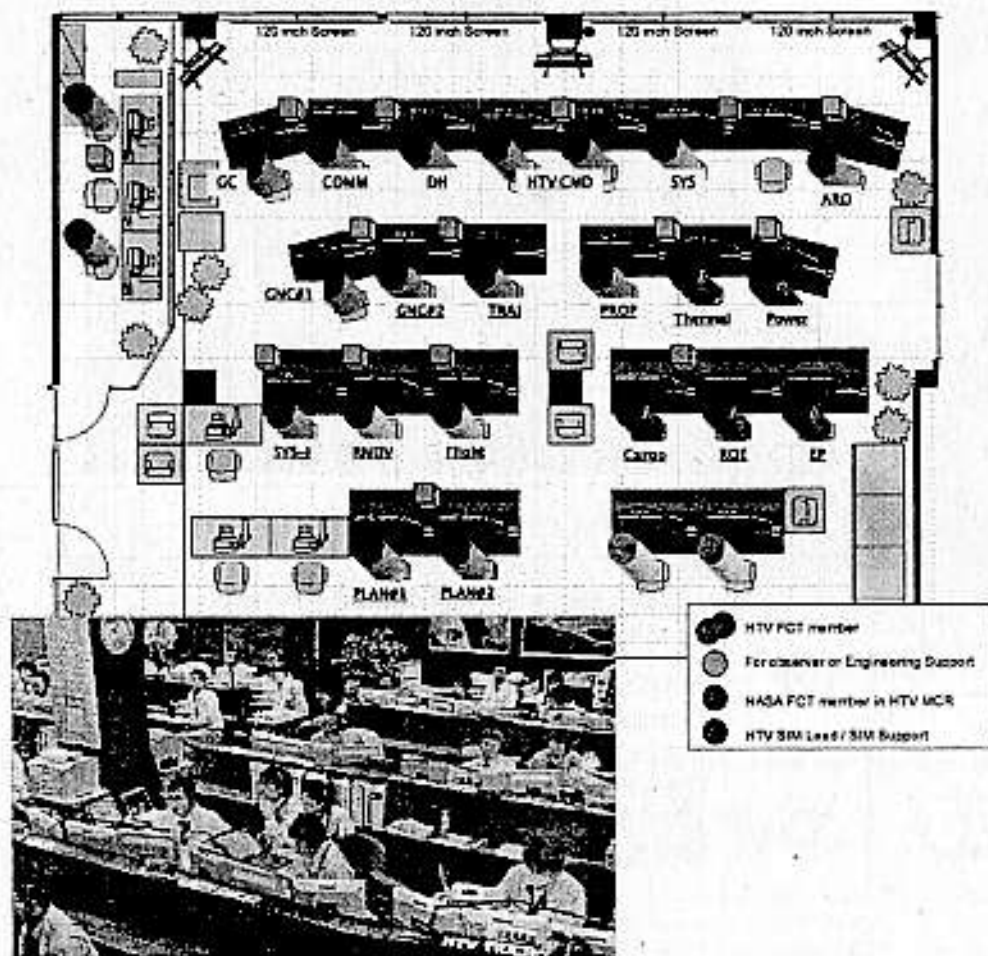 120 inch Screen 120 inch Screen 120 inch Screen 120 inch Screen
GC COMM DH HTV CMD SYS ARO
GNC#1 GNC#2 TRAJ PROP Thermal Power
SYS-J RNDV Flight Cargo ROE EP
PLAN#1 PLAN#2
HTV FCT member
For observer or Engineering Support
NASA FCT member in HTV MCR
HTV SIM Lead / SIM Support